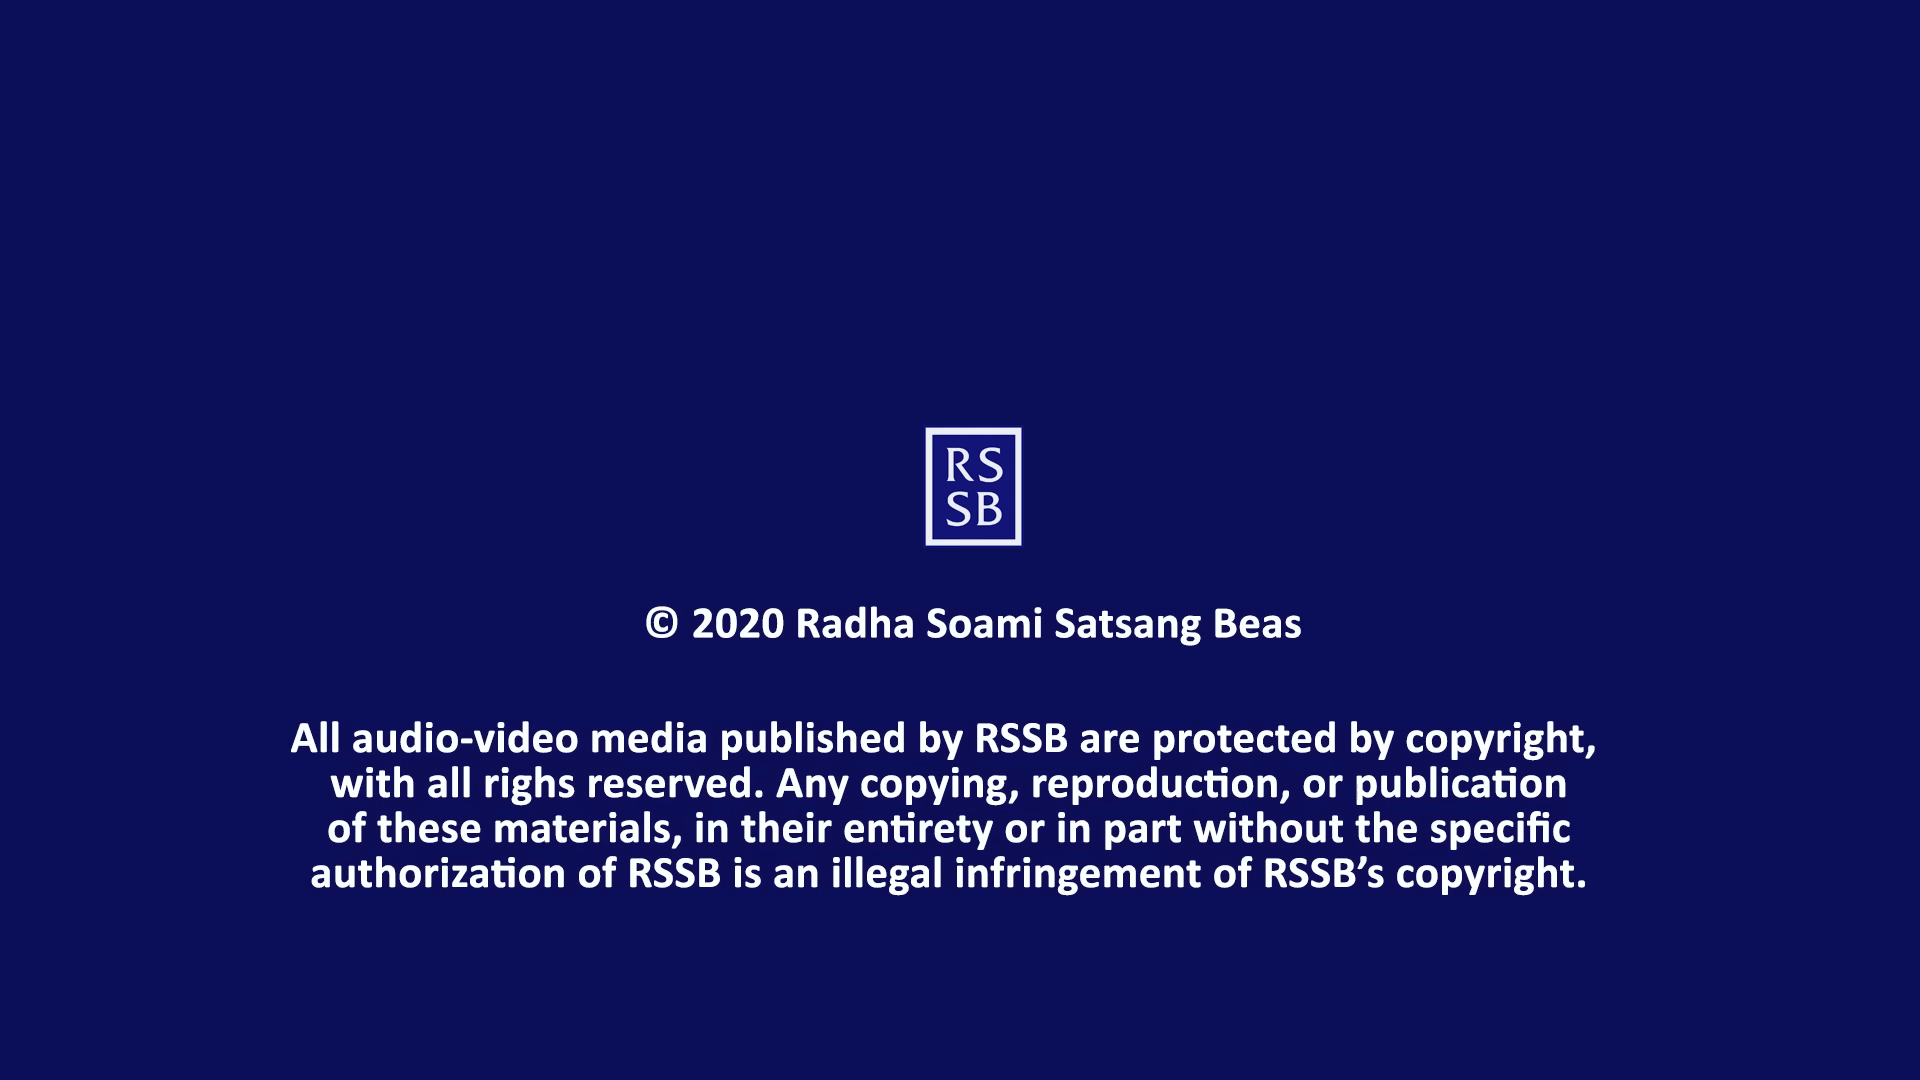 RS
SB
© 2020 Radha Soami Satsang Beas
All audio-video media published by RSSB are protected by copyright,
with all righs reserved. Any copying, reproduction, or publication
of these materials, in their entirety or in part without the specific
authorization of RSSB is an illegal infringement of RSSB’s copyright.